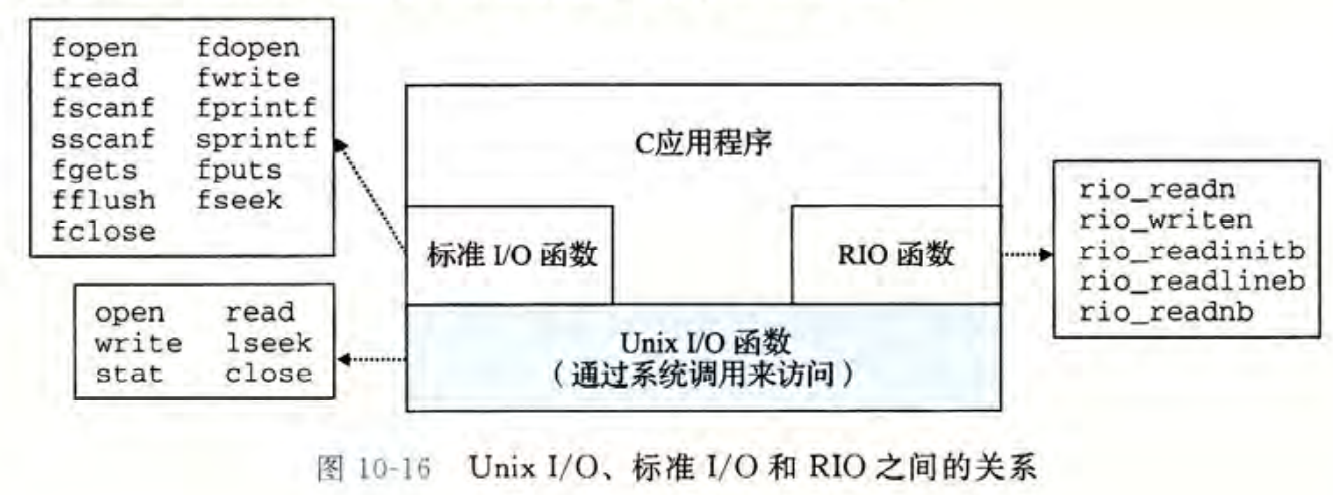 fopen fdopen
fread fwrite
fscanf fprintf
sscanf sprintf
fgets fputs
fflush fseek
fclose
C应用程序
标准 I/O 函数
RIO 函数
rio_readn
rio_writen
rio_readinitb
rio_readlineb
rio_readnb
open read
write lseek
stat close
Unix I/O 函数
（通过系统调用来访问）
图 10-16 Unix I/O、标准 I/O 和 RIO 之间的关系